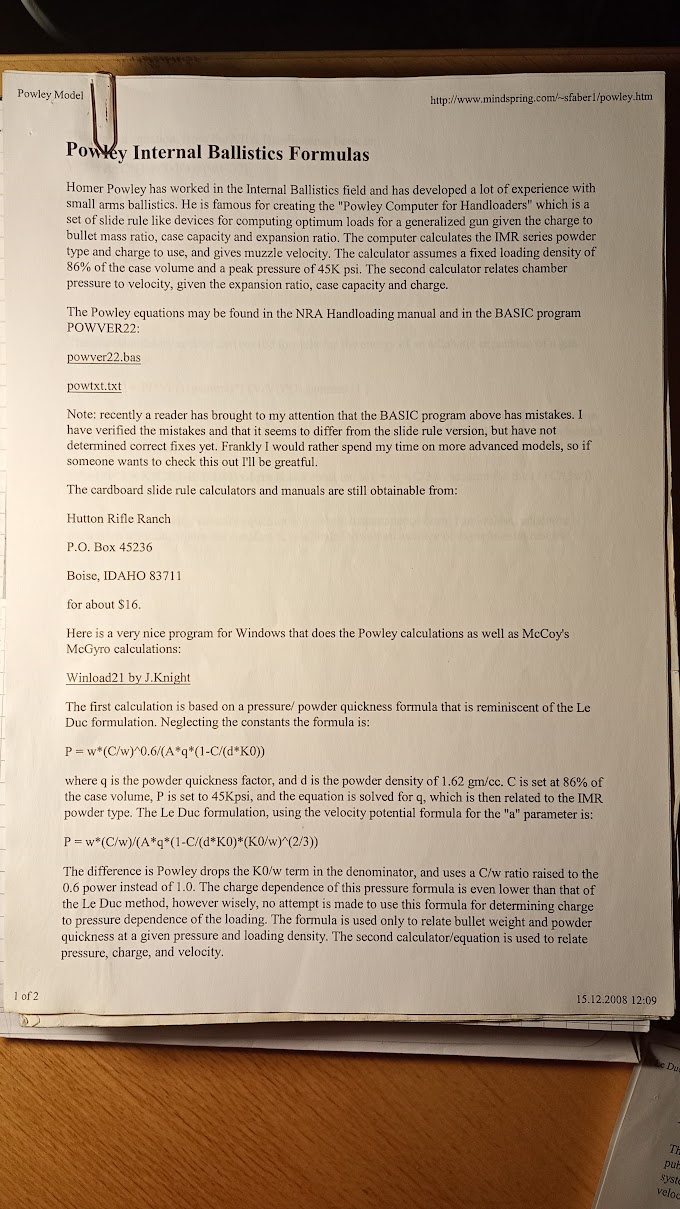 Powley Model
http://www.mindspring.com/~sfaber1/powley.htm
Powley Internal Ballistics Formulas
Homer Powley has worked in the Internal Ballistics field and has developed a lot of experience with
small arms ballistics. He is famous for creating the "Powley Computer for Handloaders" which is a
set of slide rule like devices for computing optimum loads for a generalized gun given the charge to
bullet mass ratio, case capacity and expansion ratio. The computer calculates the IMR series powder
type and charge to use, and gives muzzle velocity. The calculator assumes a fixed loading density of
86% of the case volume and a peak pressure of 45K psi. The second calculator relates chamber
pressure to velocity, given the expansion ratio, case capacity and charge.
The Powley equations may be found in the NRA Handloading manual and in the BASIC program
POWVER22:
powver22.bas
powtxt.txt
Note: recently a reader has brought to my attention that the BASIC program above has mistakes. I
have verified the mistakes and that it seems to differ from the slide rule version, but have not
determined correct fixes yet. Frankly I would rather spend my time on more advanced models, so if
someone wants to check this out I'll be greatful.
The cardboard slide rule calculators and manuals are still obtainable from:
Hutton Rifle Ranch
P.O. Box 45236
Boise, IDAHO 83711
for about $16.
Here is a very nice program for Windows that does the Powley calculations as well as McCoy's
McGyro calculations:
Winload21 by J.Knight
The first calculation is based on a pressure/ powder quickness formula that is reminiscent of the Le
Duc formulation. Neglecting the constants the formula is:
P = w*(C/w)^0.6/(A*q*(1-C/(d*K0))
where q is the powder quickness factor, and d is the powder density of 1.62 gm/cc. C is set at 86% of
the case volume, P is set to 45Kpsi, and the equation is solved for q, which is then related to the IMR
powder type. The Le Duc formulation, using the velocity potential formula for the "a" parameter is:
P = w*(C/w)/(A*q*(1-C/(d*K0)*(K0/w)^(2/3))
The difference is Powley drops the K0/w term in the denominator, and uses a C/w ratio raised to the
0.6 power instead of 1.0. The charge dependence of this pressure formula is even lower than that of
the Le Duc method, however wisely, no attempt is made to use this formula for determining charge
to pressure dependence of the loading. The formula is used only to relate bullet weight and powder
quickness at a given pressure and loading density. The second calculator/equation is used to relate
pressure, charge, and velocity.
1 of 2
15.12.2008 12:09